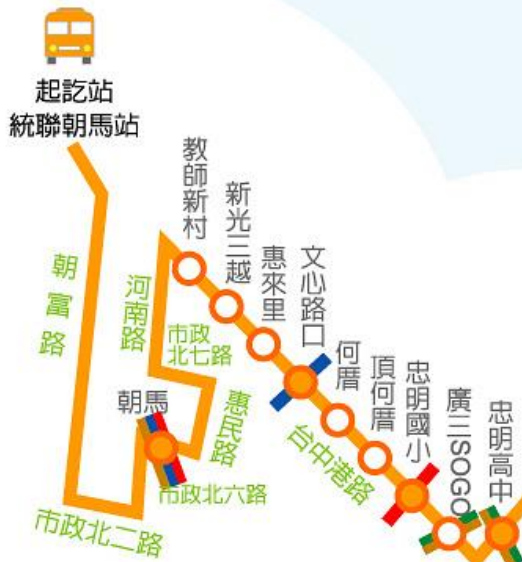 起訖站
統聯朝馬站
教師新村
新光三越
惠來里
文心路口
何厝
頂何厝
忠明國小
廣三SOGO
忠明高中
朝富路
河南路
市政
北七路
朝馬
惠民路
台中港路
市政北六路
市政北二路